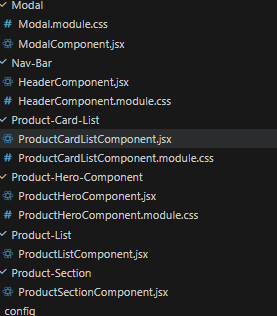 Modal
Modal.module.css
ModalComponent.jsx
Nav-Bar
HeaderComponent.jsx
HeaderComponent.module.css
Product-Card-List
ProductCardListComponent.jsx
ProductCardListComponent.module.css
Product-Hero-Component
ProductHeroComponent.jsx
ProductHeroComponent.module.css
Product-List
ProductListComponent.jsx
Product-Section
ProductSectionComponent.jsx
config